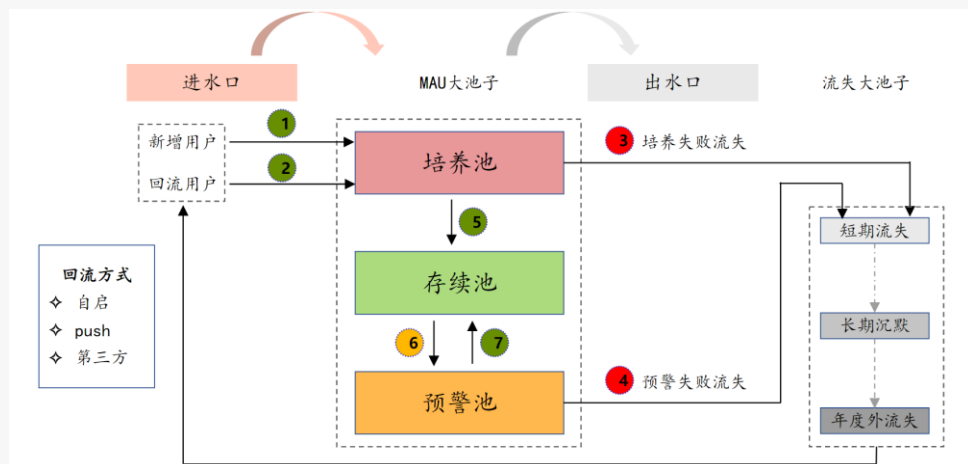 进水口
MAU大池子
出水口
流失大池子
新增用户
1
回流用户
2
培养池
3
培养失败流失
短期流失
5
回流方式
自启
push
第三方
存续池
长期沉默
6
7
预警池
4
预警失败流失
年度外流失